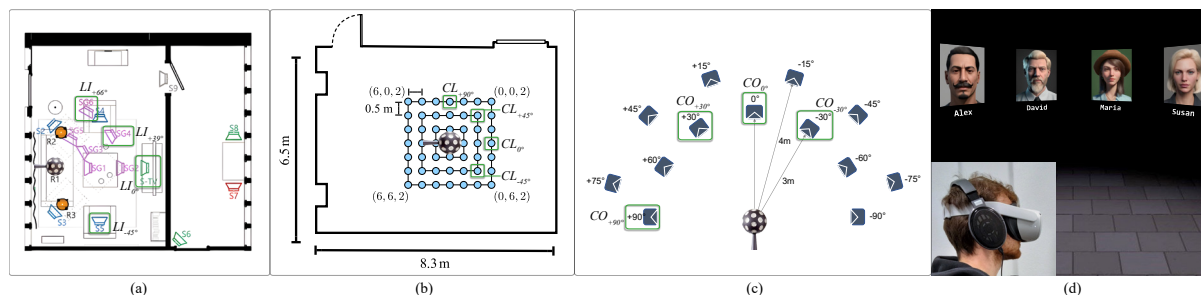 S9
LI+66°
SG6
S4
S2
R2
SG5
SG4
SG3
LI+39°
S8
R1
SG1
SG2
S-TV
LI0°
S7
R3
S3
S5
LI-45°
S6
(a)
6.5 m
8.3 m
(6, 0, 2)
CL+90°
(0, 0, 2)
0.5 m
CL+45°
CL0°
CL-45°
(6, 6, 2)
(0, 6, 2)
(b)
+15°
-15°
CO0°
0°
+45°
CO+30°
+30°
CO-30°
-30°
-45°
4m
+60°
-60°
+75°
3m
-75°
CO+90°
+90°
-90°
(c)
Alex
David
Maria
Susan
(d)